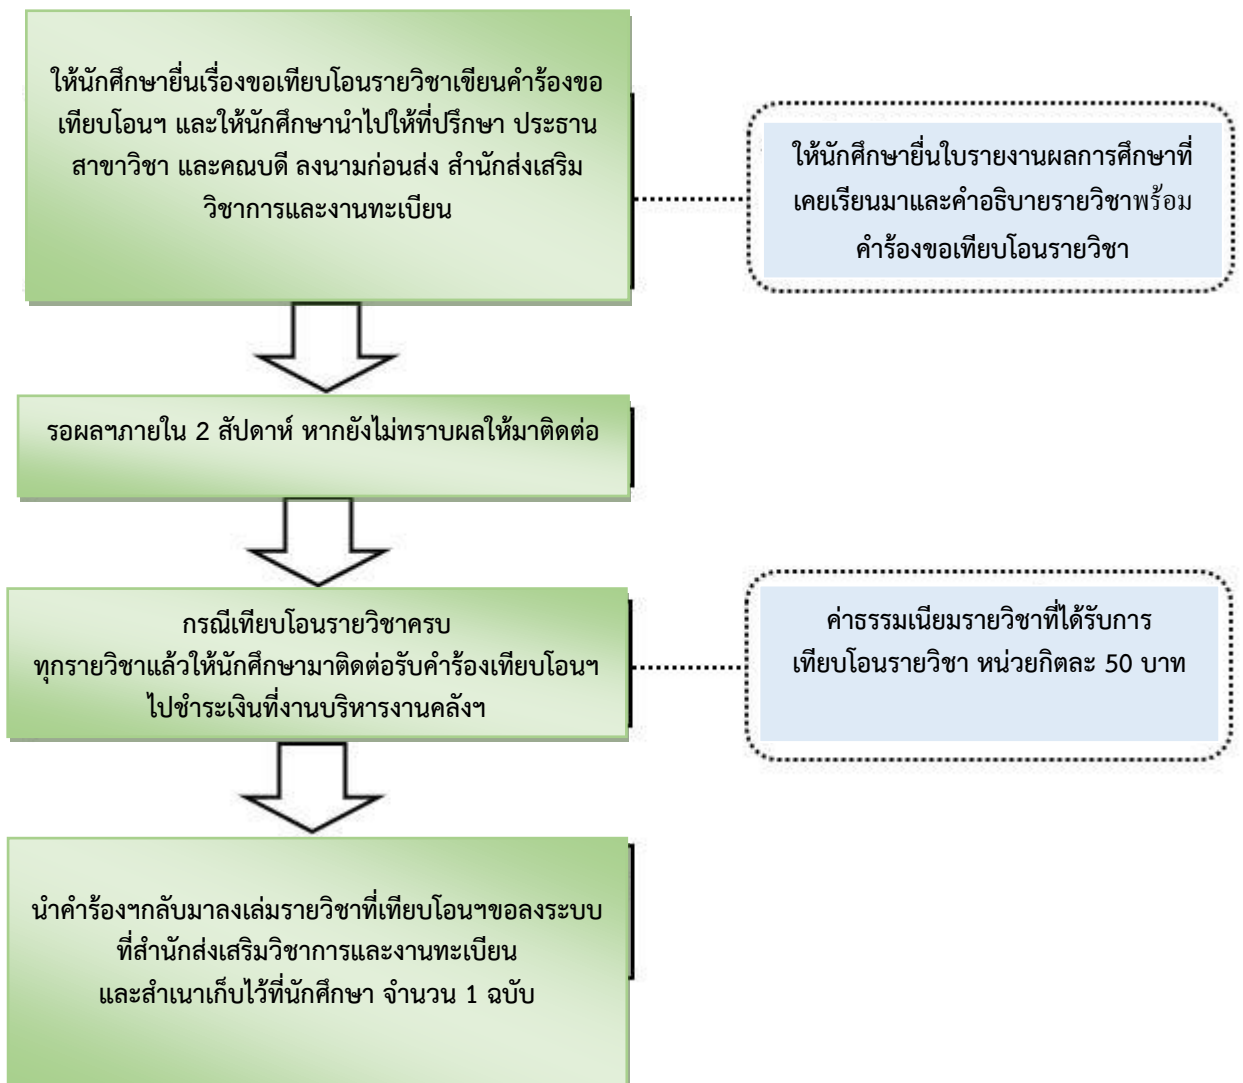 ให้นักศึกษายื่นเรื่องขอเทียบโอนรายวิชาเขียนคำร้องขอ
เทียบโอนฯ และให้นักศึกษานำไปให้ที่ปรึกษา ประธาน
สาขาวิชา และคณบดี ลงนามก่อนส่ง สำนักส่งเสริม
วิชาการและงานทะเบียน
ให้นักศึกษายื่นใบรายงานผลการศึกษาที่
เคยเรียนมาและคำอธิบายรายวิชาพร้อม
คำร้องขอเทียบโอนรายวิชา
รอผลฯภายใน 2 สัปดาห์ หากยังไม่ทราบผลให้มาติดต่อ
กรณีเทียบโอนรายวิชาครบ
ทุกรายวิชาแล้วให้นักศึกษามาติดต่อรับคำร้องเทียบโอนฯ
ไปชำระเงินที่งานบริหารงานคลังฯ
ค่าธรรมเนียมรายวิชาที่ได้รับการ
เทียบโอนรายวิชา หน่วยกิตละ 50 บาท
นำคำร้องฯกลับมาลงเล่มรายวิชาที่เทียบโอนฯขอลงระบบ
ที่สำนักส่งเสริมวิชาการและงานทะเบียน
และสำเนาเก็บไว้ที่นักศึกษา จำนวน 1 ฉบับ